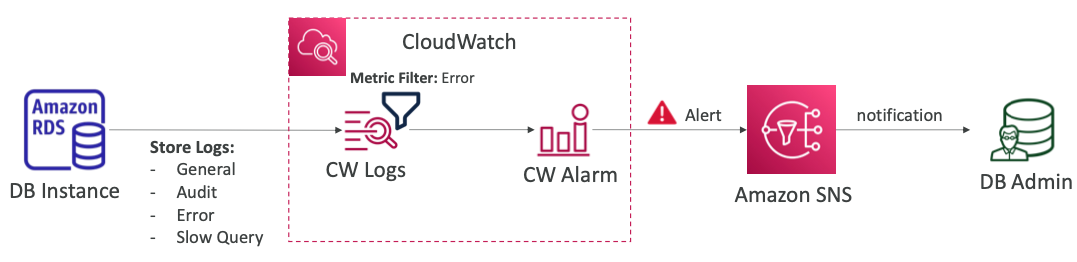 CloudWatch
Metric Filter: Error
Amazon
RDS
DB Instance
Store Logs:
- General
- Audit
- Error
- Slow Query
CW Logs
CW Alarm
Alert
Amazon SNS
notification
DB Admin